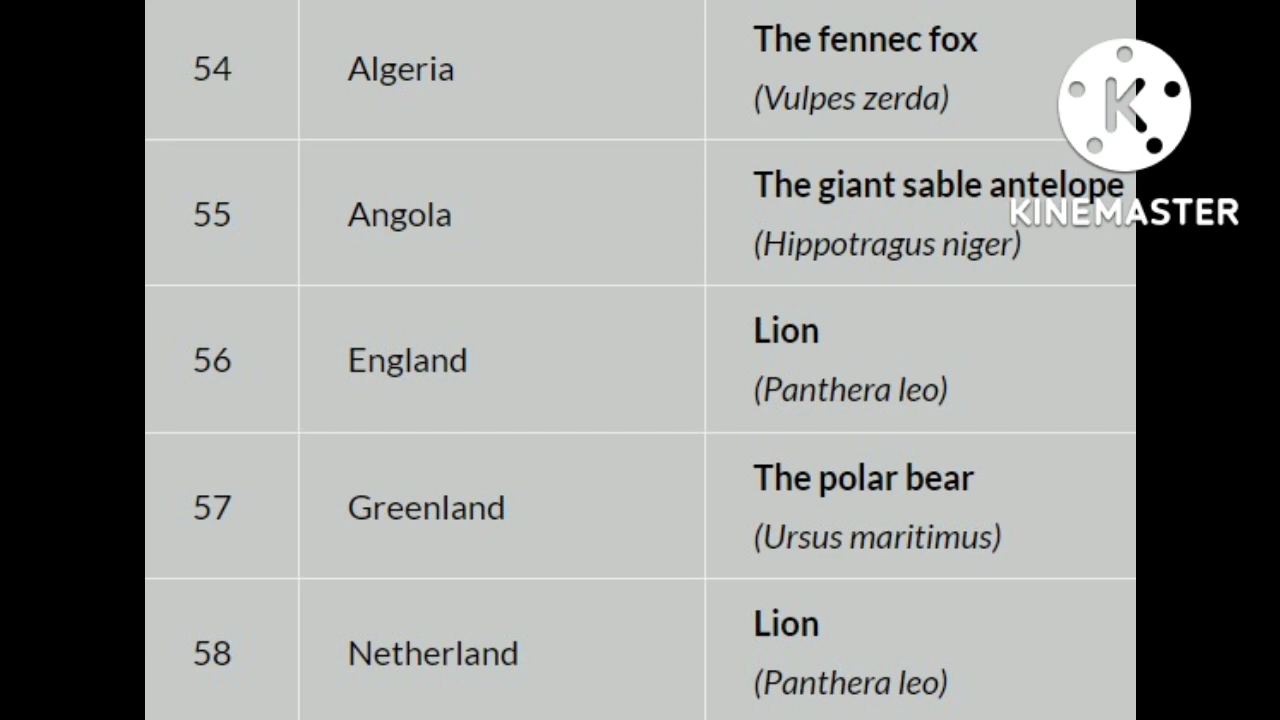 54 Algeria The fennec fox
(Vulpes zerda)
55 Angola The giant sable antelope
(Hippotragus niger)
KINEMASTER
56 England Lion
(Panthera leo)
57 Greenland The polar bear
(Ursus maritimus)
58 Netherland Lion
(Panthera leo)